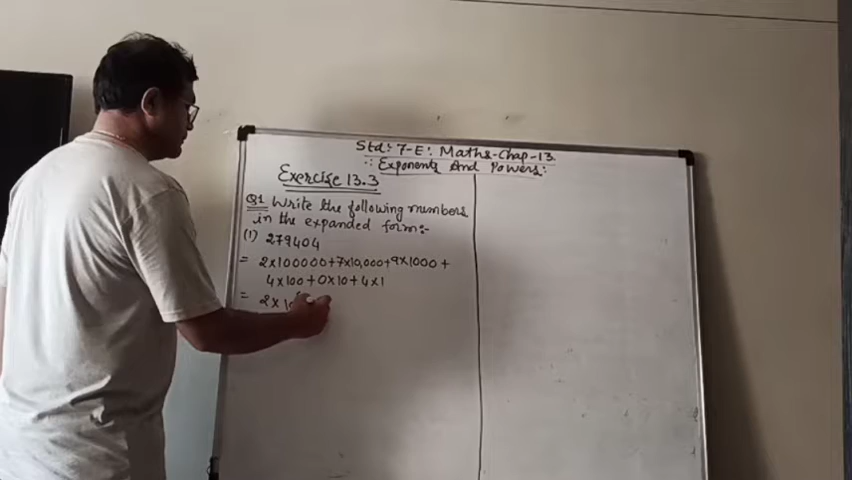 Std: 7-E: Maths-Chap-13
∴ Exponents And Powers:
Exercise 13.3
Q1 Write the following numbers
in the expanded form:-
(1) 279404
= 2×100000+7×10,000+9×1000+
4×100+0×10+4×1
= 2×10